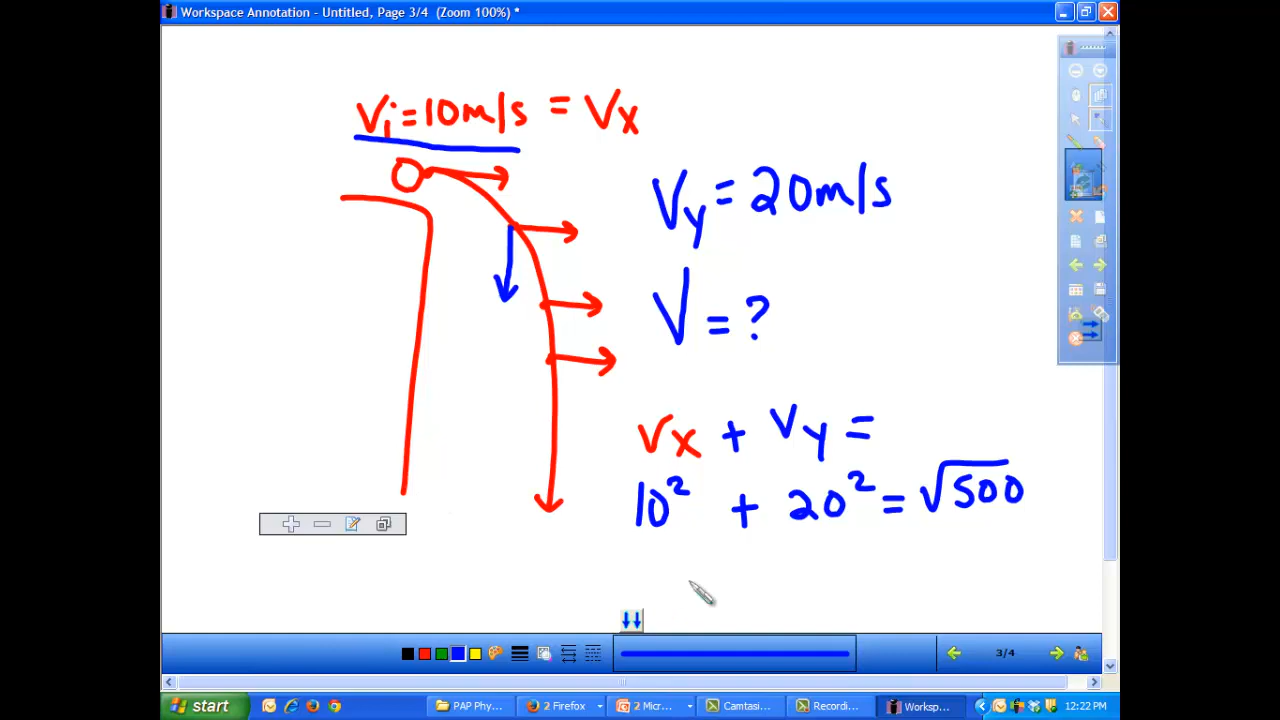 Workspace Annotation - Untitled, Page 3/4 (Zoom 100%) *
Vi = 10m/s = Vx
Vy = 20m/s
V = ?
Vx + Vy =
10² + 20² = √500
3/4
start
PAP Phy...
2 Firefox
2 Micr...
Camtasi...
Recordi...
Worksp...
12:22 PM